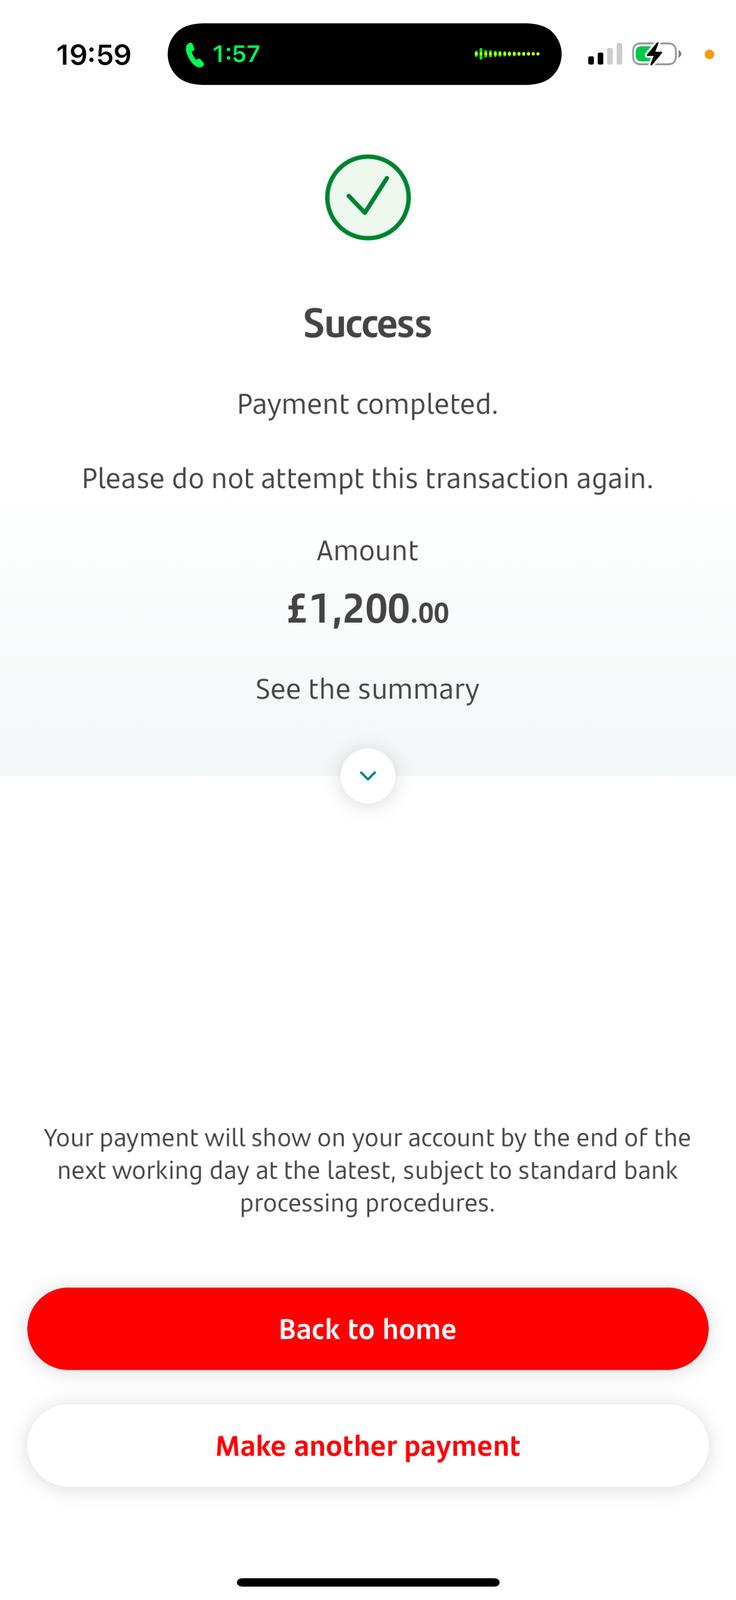 19:59
1:57
Success
Payment completed.
Please do not attempt this transaction again.
Amount
£1,200.00
See the summary
Your payment will show on your account by the end of the
next working day at the latest, subject to standard bank
processing procedures.
Back to home
Make another payment